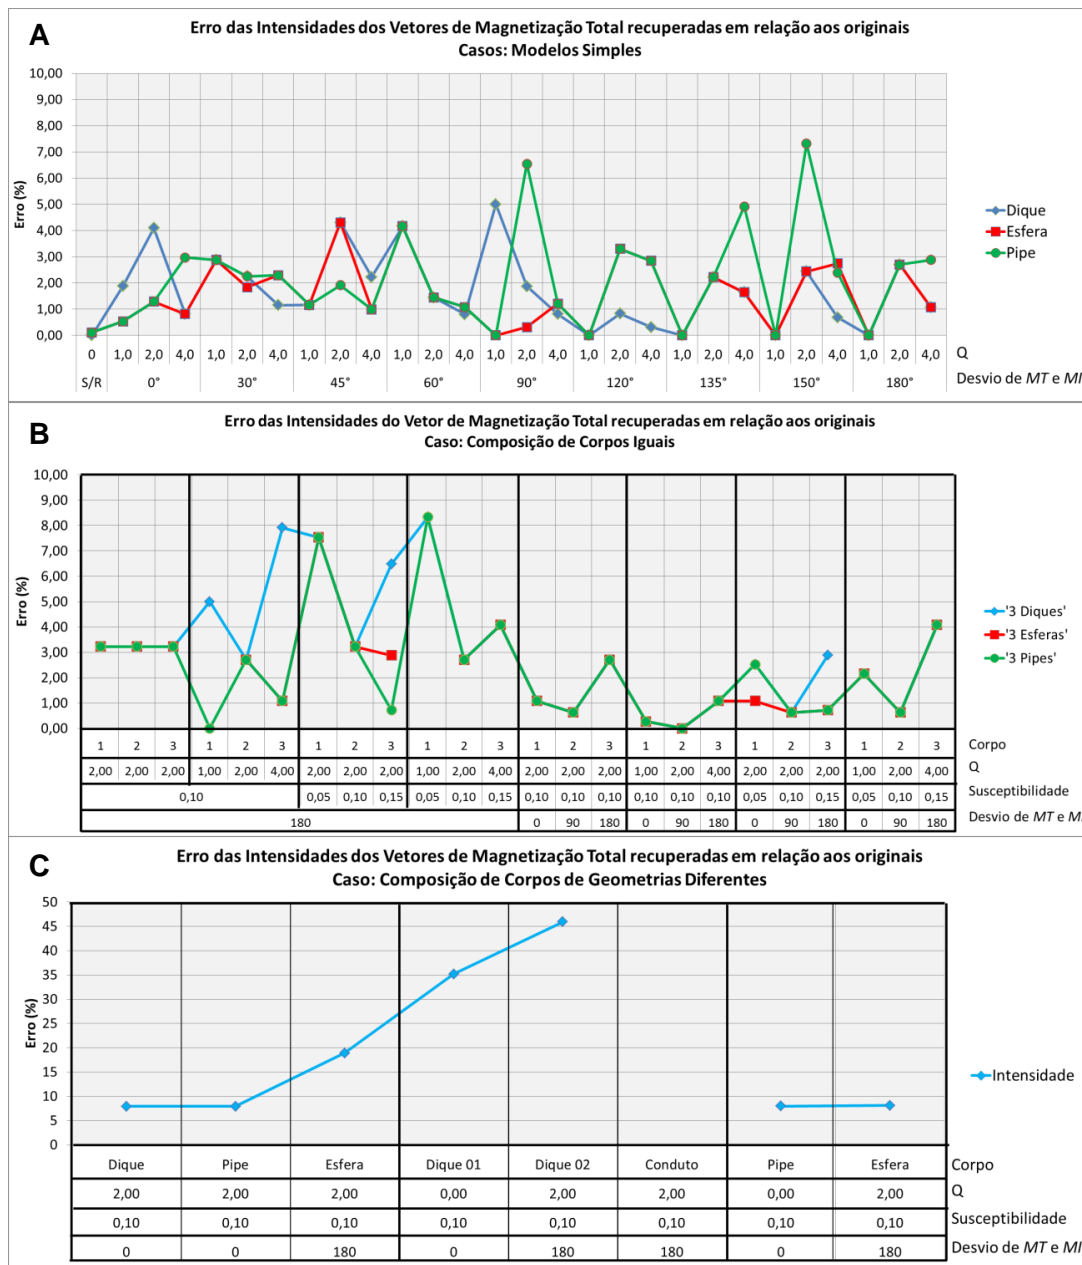 A
Erro das Intensidades dos Vetores de Magnetização Total recuperadas em relação aos originais
Casos: Modelos Simples
10,00
9,00
8,00
7,00
6,00
5,00
4,00
3,00
2,00
1,00
0,00
Erro (%)
Dique
Esfera
Pipe
0 1,0 2,0 4,0 1,0 2,0 4,0 1,0 2,0 4,0 1,0 2,0 4,0 1,0 2,0 4,0 1,0 2,0 4,0 1,0 2,0 4,0 1,0 2,0 4,0 1,0 2,0 4,0 Q
S/R 0° 30° 45° 60° 90° 120° 135° 150° 180° Desvio de MT e MI
B
Erro das Intensidades do Vetor de Magnetização Total recuperadas em relação aos originais
Caso: Composição de Corpos Iguais
10,00
9,00
8,00
7,00
6,00
5,00
4,00
3,00
2,00
1,00
0,00
Erro (%)
'3 Diques'
'3 Esferas'
'3 Pipes'
1 2 3 1 2 3 1 2 3 1 2 3 1 2 3 1 2 3 1 2 3 1 2 3 Corpo
2,00 2,00 2,00 1,00 2,00 4,00 2,00 2,00 2,00 1,00 2,00 4,00 2,00 2,00 2,00 1,00 2,00 4,00 2,00 2,00 2,00 1,00 2,00 4,00 Q
0,10 0,05 0,10 0,15 0,05 0,10 0,15 0,10 0,10 0,10 0,10 0,10 0,10 0,05 0,10 0,15 0,05 0,10 0,15 Susceptibilidade
180 0 90 180 0 90 180 0 90 180 0 90 180 Desvio de MT e M
C
Erro das Intensidades dos Vetores de Magnetização Total recuperadas em relação aos originais
Caso: Composição de Corpos de Geometrias Diferentes
50
45
40
35
30
25
20
15
10
5
0
Erro (%)
Intensidade
Dique Pipe Esfera Dique 01 Dique 02 Conduto Pipe Esfera Corpo
2,00 2,00 2,00 0,00 2,00 2,00 0,00 2,00 Q
0,10 0,10 0,10 0,10 0,10 0,10 0,10 0,10 Susceptibilidade
0 0 180 0 180 180 0 180 Desvio de MT e MI